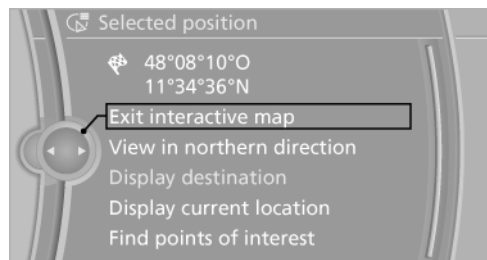 Selected position
48°08°10°O
11°34°36°N
Exit interactive map
View in northern direction
Display destination
Display current location
Find points of interest